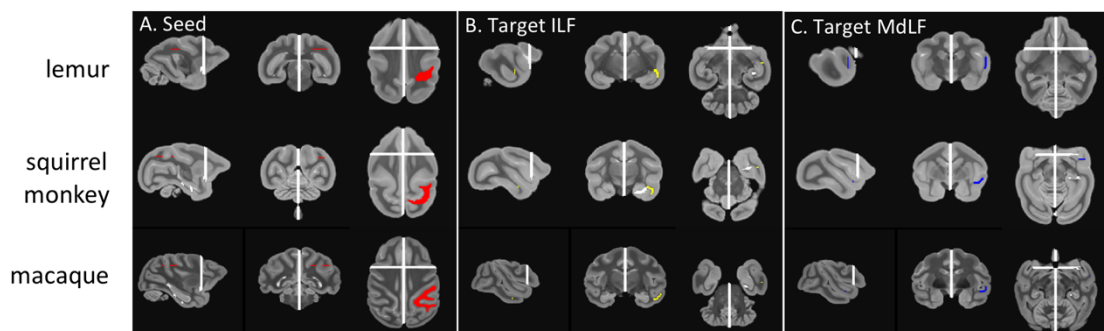 A. Seed
B. Target ILF
C. Target MdLF
lemur
squirrel
monkey
macaque